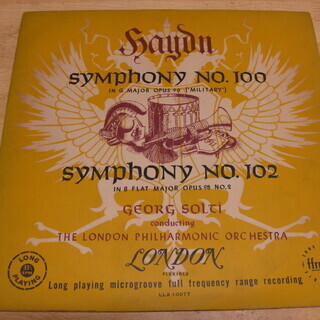 Haydn
SYMPHONY NO. 100
IN G MAJOR OPUS 90 ('MILITARY')
SYMPHONY NO. 102
IN B FLAT MAJOR OPUS 98 NO. 2
GEORG SOLTI
conducting
THE LONDON PHILHARMONIC ORCHESTRA
LONG
PLAYING
LONDON
Long playing microgroove full frequency range recording